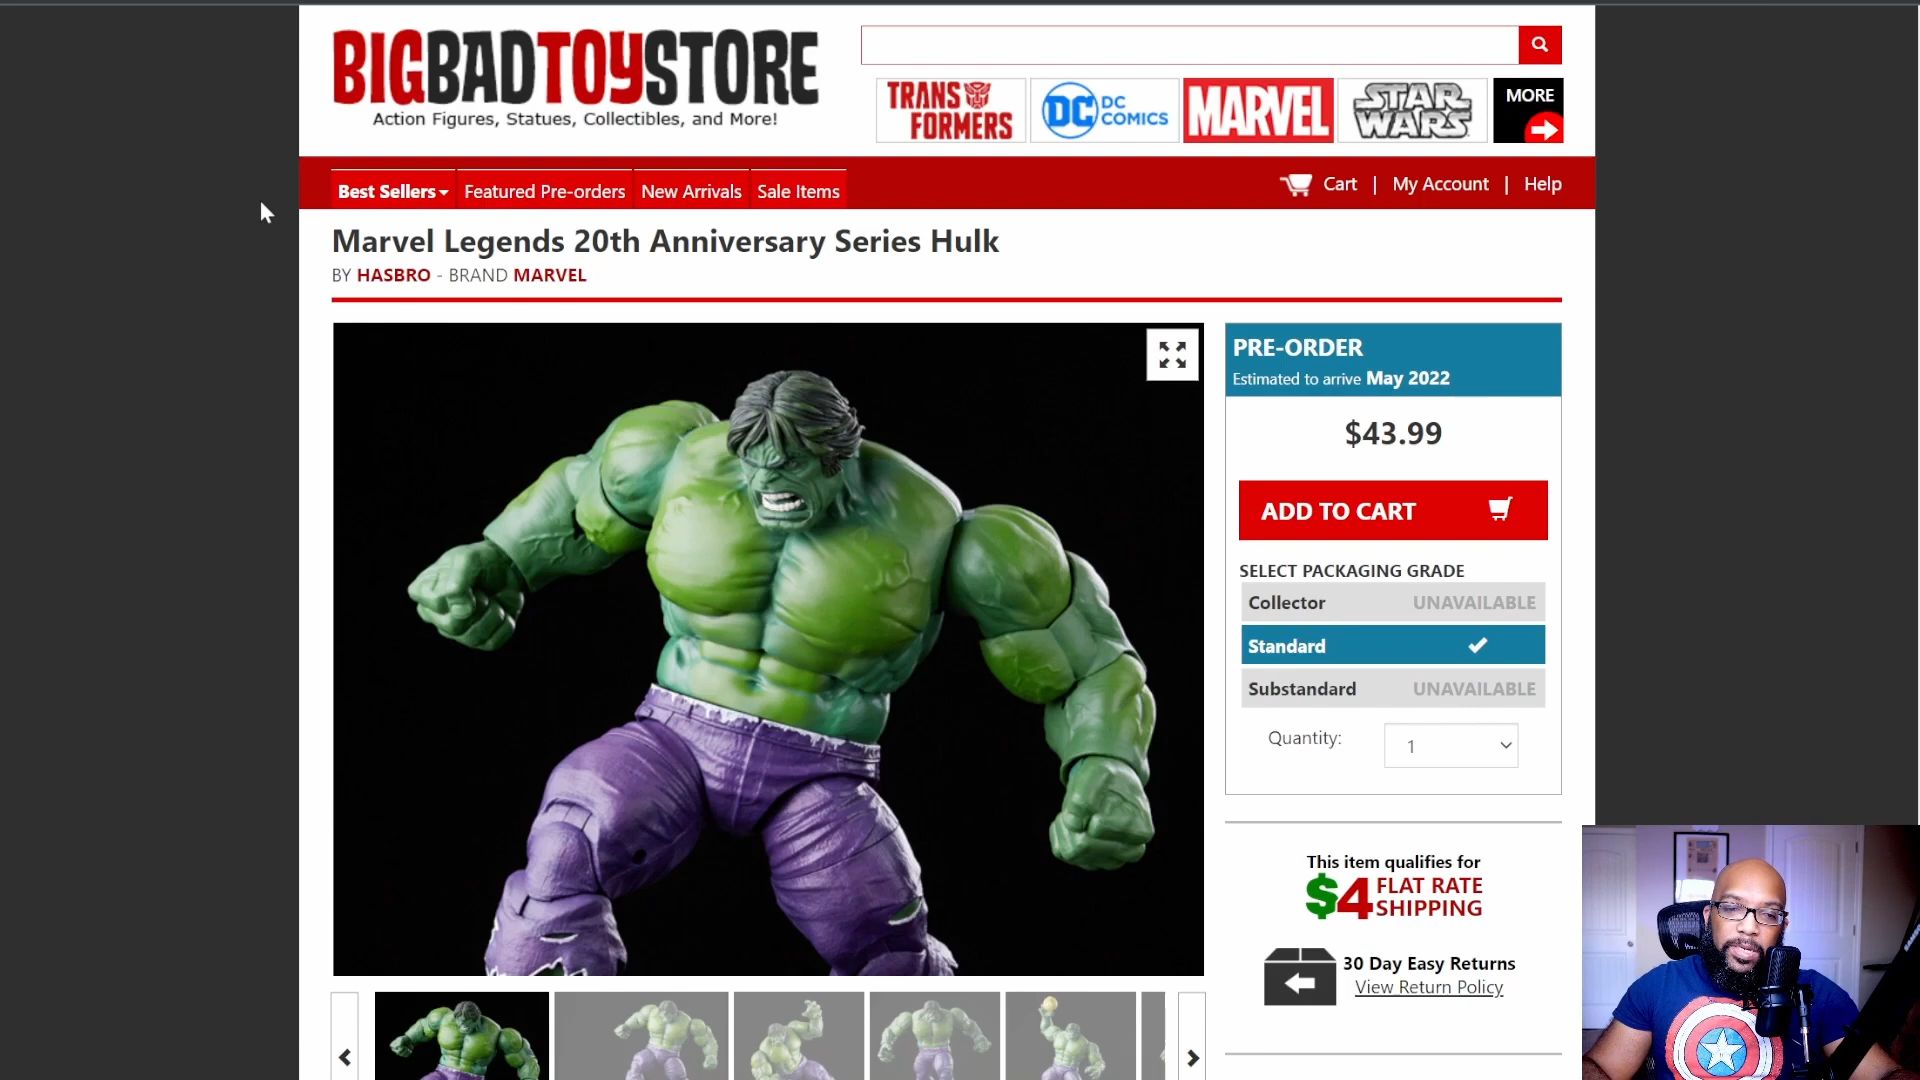 BIGBADTOYSTORE
Action Figures, Statues, Collectibles, and More!
TRANSFORMERS
DC DC COMICS
MARVEL
STAR WARS
MORE
Best Sellers
Featured Pre-orders
New Arrivals
Sale Items
Cart | My Account | Help
Marvel Legends 20th Anniversary Series Hulk
BY HASBRO - BRAND MARVEL
PRE-ORDER
Estimated to arrive May 2022
$43.99
ADD TO CART
SELECT PACKAGING GRADE
Collector UNAVAILABLE
Standard
Substandard UNAVAILABLE
Quantity: 1
This item qualifies for
$4 FLAT RATE
SHIPPING
30 Day Easy Returns
View Return Policy